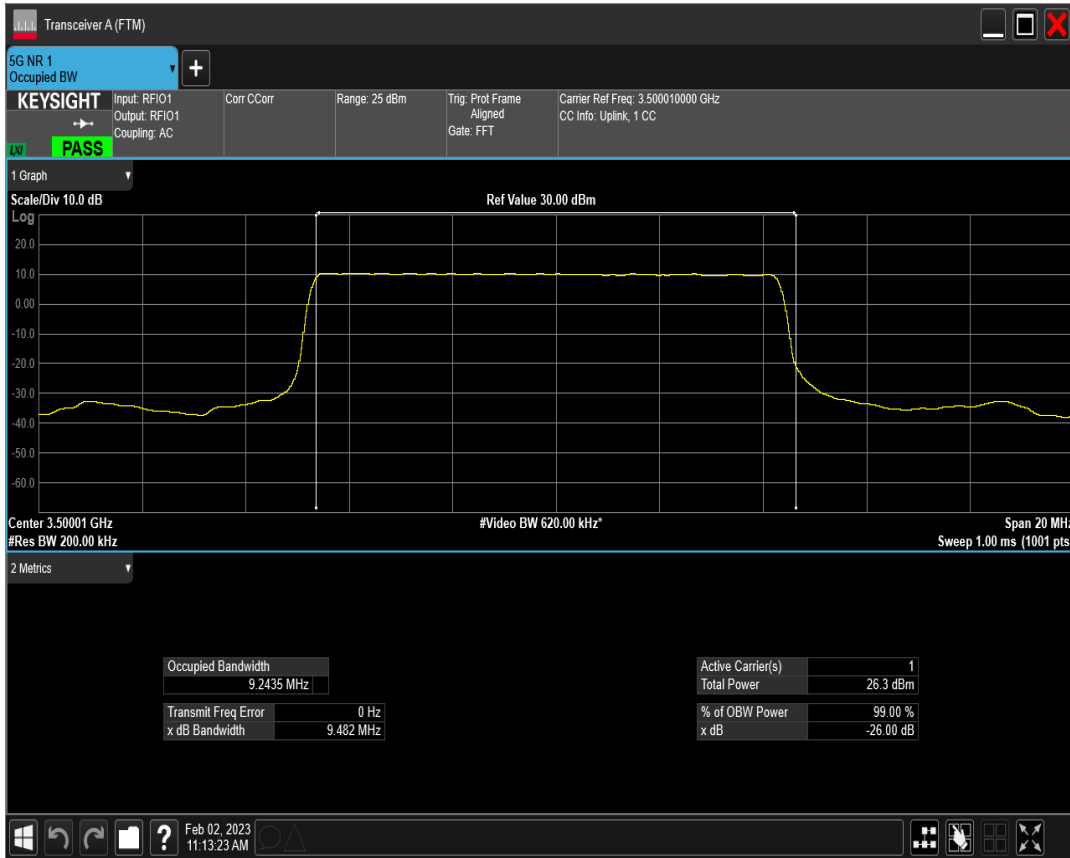 Transceiver A (FTM)
5G NR 1
Occupied BW
+
KEYSIGHT
LXI
PASS
Input: RFIO1
Output: RFIO1
Coupling: AC
Corr CCorr
Range: 25 dBm
Trig: Prot Frame
Aligned
Gate: FFT
Carrier Ref Freq: 3.500010000 GHz
CC Info: Uplink, 1 CC
1 Graph
Scale/Div 10.0 dB
Ref Value 30.00 dBm
Log
20.0
10.0
0.00
-10.0
-20.0
-30.0
-40.0
-50.0
-60.0
Center 3.50001 GHz
#Video BW 620.00 kHz*
Span 20 MHz
#Res BW 200.00 kHz
Sweep 1.00 ms (1001 pts
2 Metrics
Occupied Bandwidth
9.2435 MHz
Transmit Freq Error 0 Hz
x dB Bandwidth 9.482 MHz
Active Carrier(s) 1
Total Power 26.3 dBm
% of OBW Power 99.00 %
x dB -26.00 dB
?
Feb 02, 2023
11:13:23 AM